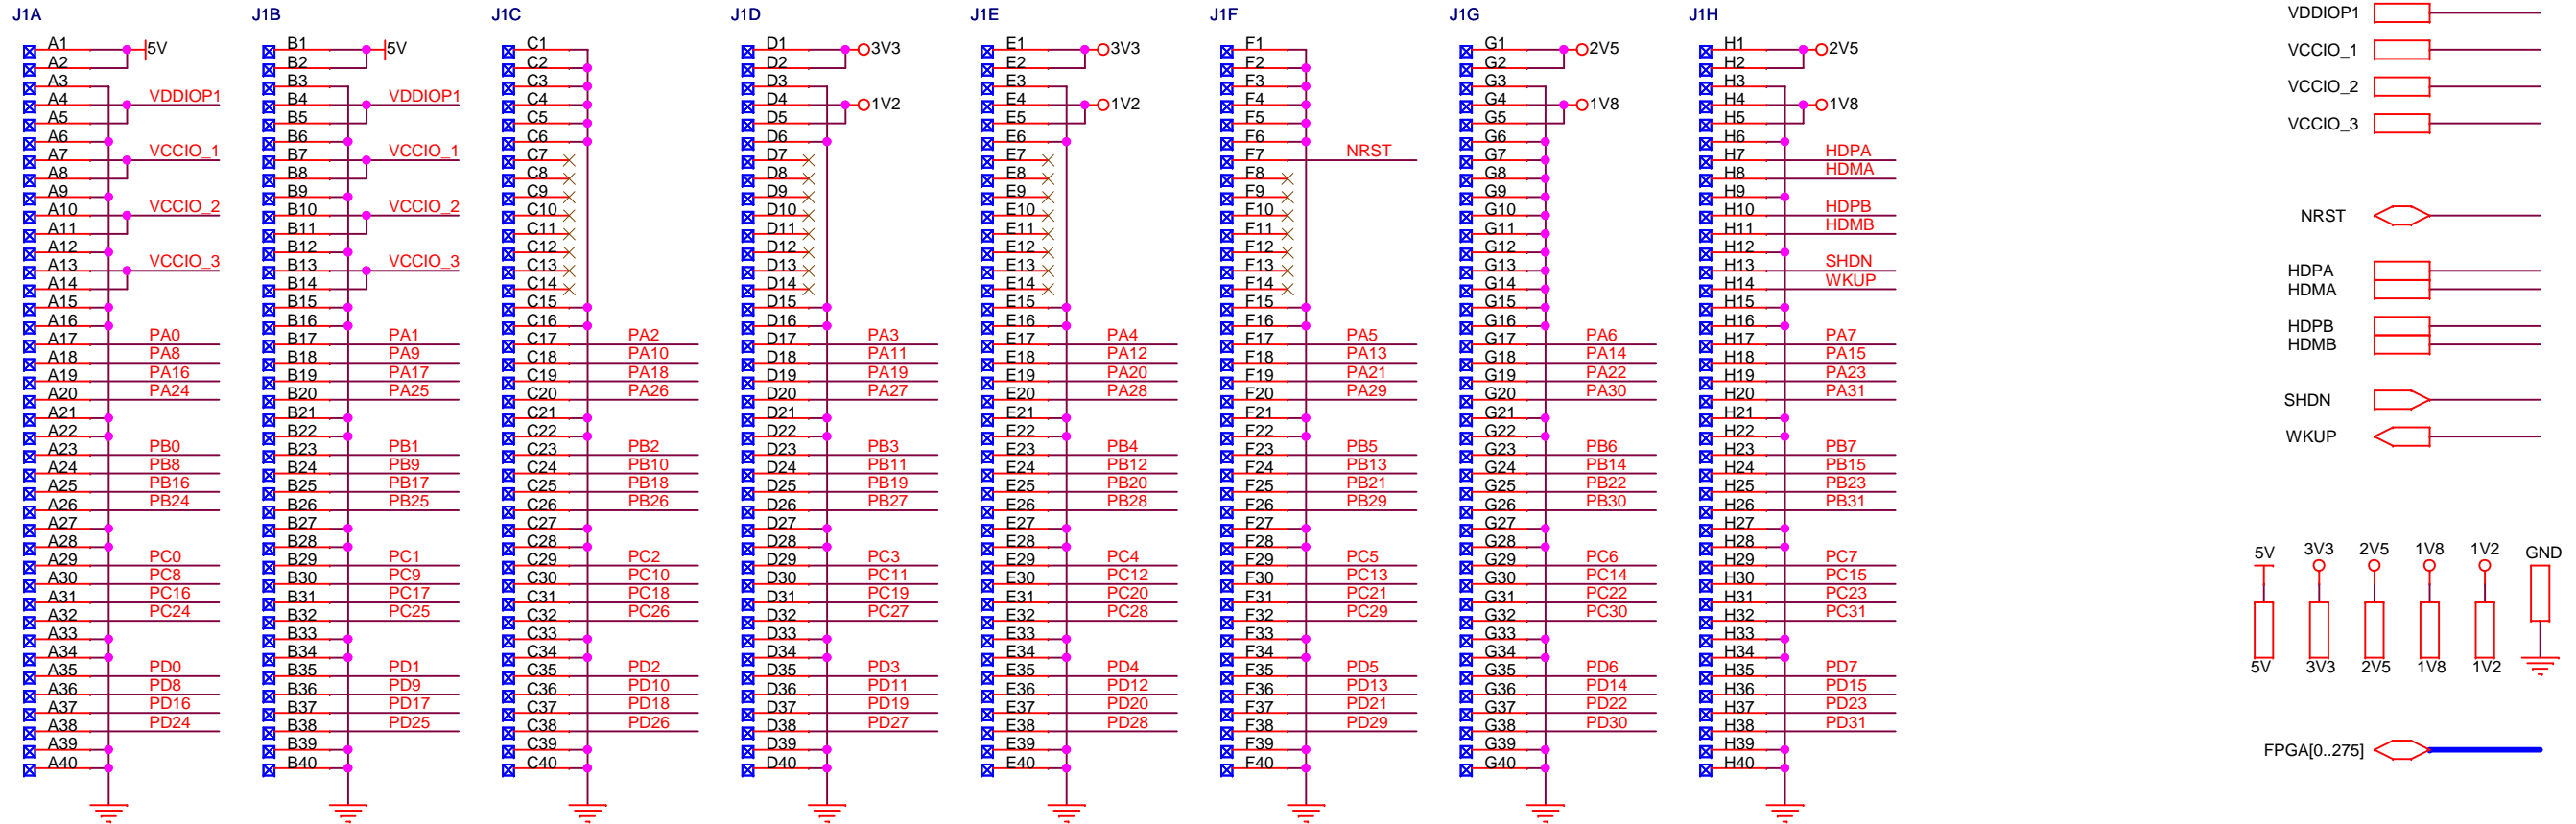 J1A J1B J1C J1D J1E J1F J1G J1H VDDIOP1
A1 5V B1 5V C1 D1 3V3 E1 3V3 F1 G1 2V5 H1 2V5 VCCIO_1
A2 B2 C2 D2 E2 F2 G2 H2
A3 B3 C3 D3 E3 F3 G3 H3 VCCIO_2
A4 VDDIOP1 B4 VDDIOP1 C4 D4 1V2 E4 1V2 F4 G4 1V8 H4 1V8
A5 B5 C5 D5 E5 F5 G5 H5 VCCIO_3
A6 B6 C6 D6 E6 F6 G6 H6
A7 VCCIO_1 B7 VCCIO_1 C7 D7 E7 F7 NRST G7 H7 HDPA
A8 B8 C8 D8 E8 F8 G8 H8 HDMA
A9 B9 C9 D9 E9 F9 G9 H9
A10 VCCIO_2 B10 VCCIO_2 C10 D10 E10 F10 G10 H10 HDPB NRST
A11 B11 C11 D11 E11 F11 G11 H11 HDMB
A12 B12 C12 D12 E12 F12 G12 H12
A13 VCCIO_3 B13 VCCIO_3 C13 D13 E13 F13 G13 H13 SHDN HDPA
A14 B14 C14 D14 E14 F14 G14 H14 WKUP HDMA
A15 B15 C15 D15 E15 F15 G15 H15
A16 B16 C16 D16 E16 F16 G16 H16 HDPB
A17 PA0 B17 PA1 C17 PA2 D17 PA3 E17 PA4 F17 PA5 G17 PA6 H17 PA7 HDMB
A18 PA8 B18 PA9 C18 PA10 D18 PA11 E18 PA12 F18 PA13 G18 PA14 H18 PA15
A19 PA16 B19 PA17 C19 PA18 D19 PA19 E19 PA20 F19 PA21 G19 PA22 H19 PA23
A20 PA24 B20 PA25 C20 PA26 D20 PA27 E20 PA28 F20 PA29 G20 PA30 H20 PA31 SHDN
A21 B21 C21 D21 E21 F21 G21 H21
A22 B22 C22 D22 E22 F22 G22 H22 WKUP
A23 PB0 B23 PB1 C23 PB2 D23 PB3 E23 PB4 F23 PB5 G23 PB6 H23 PB7
A24 PB8 B24 PB9 C24 PB10 D24 PB11 E24 PB12 F24 PB13 G24 PB14 H24 PB15
A25 PB16 B25 PB17 C25 PB18 D25 PB19 E25 PB20 F25 PB21 G25 PB22 H25 PB23
A26 PB24 B26 PB25 C26 PB26 D26 PB27 E26 PB28 F26 PB29 G26 PB30 H26 PB31
A27 B27 C27 D27 E27 F27 G27 H27
A28 B28 C28 D28 E28 F28 G28 H28 5V 3V3 2V5 1V8 1V2 GND
A29 PC0 B29 PC1 C29 PC2 D29 PC3 E29 PC4 F29 PC5 G29 PC6 H29 PC7
A30 PC8 B30 PC9 C30 PC10 D30 PC11 E30 PC12 F30 PC13 G30 PC14 H30 PC15
A31 PC16 B31 PC17 C31 PC18 D31 PC19 E31 PC20 F31 PC21 G31 PC22 H31 PC23
A32 PC24 B32 PC25 C32 PC26 D32 PC27 E32 PC28 F32 PC29 G32 PC30 H32 PC31
A33 B33 C33 D33 E33 F33 G33 H33
A34 B34 C34 D34 E34 F34 G34 H34
A35 PD0 B35 PD1 C35 PD2 D35 PD3 E35 PD4 F35 PD5 G35 PD6 H35 PD7 5V 3V3 2V5 1V8 1V2
A36 PD8 B36 PD9 C36 PD10 D36 PD11 E36 PD12 F36 PD13 G36 PD14 H36 PD15
A37 PD16 B37 PD17 C37 PD18 D37 PD19 E37 PD20 F37 PD21 G37 PD22 H37 PD23
A38 PD24 B38 PD25 C38 PD26 D38 PD27 E38 PD28 F38 PD29 G38 PD30 H38 PD31
A39 B39 C39 D39 E39 F39 G39 H39 FPGA[0..275]
A40 B40 C40 D40 E40 F40 G40 H40